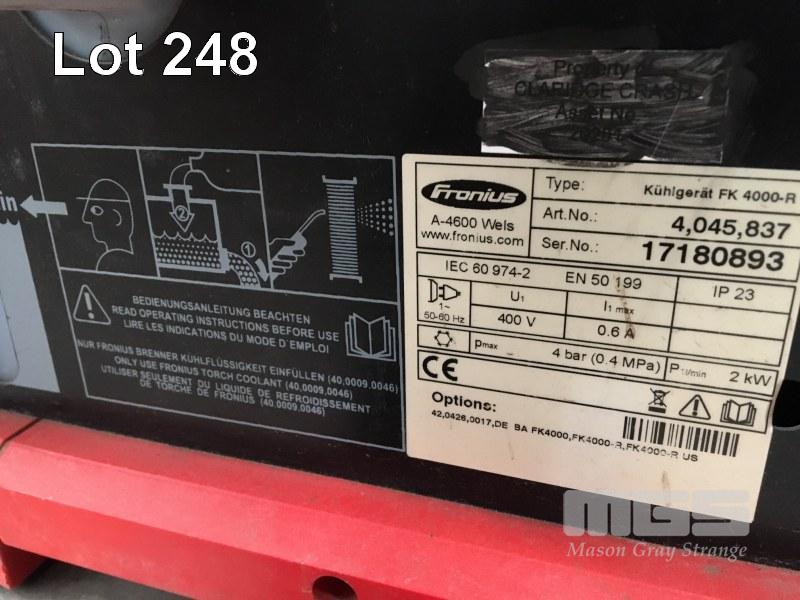 Lot 248
Property of
CLARIDGE CRASH
Asset No
in
②
①
BEDIENUNGSANLEITUNG BEACHTEN
READ OPERATING INSTRUCTIONS BEFORE USE
LIRE LES INDICATIONS DU MODE D´EMPLOI
NUR FRONIUS BRENNER KÜHLFLÜSSIGKEIT EINFÜLLEN (40,0009,0046)
ONLY USE FRONIUS TORCH COOLANT (40,0009,0046)
UTILISER SEULEMENT DU LIQUIDE DE REFROIDISSEMENT
DE TORCHE DE FRONIUS (40,0009,0046)
Fronius
A-4600 Wels
www.fronius.com
Type: Kühlgerät FK 4000-R
Art.No.: 4,045,837
Ser.No.: 17180893
IEC 60 974-2 EN 50 199 IP 23
1~
50-60 Hz
U1 I1 max
400 V 0.6 A
pmax 4 bar (0.4 MPa) P1l/min 2 kW
CE
Options:
42,0426,0017,DE BA FK4000,FK4000-R,FK4000-R US
MGS
Mason Gray Strange